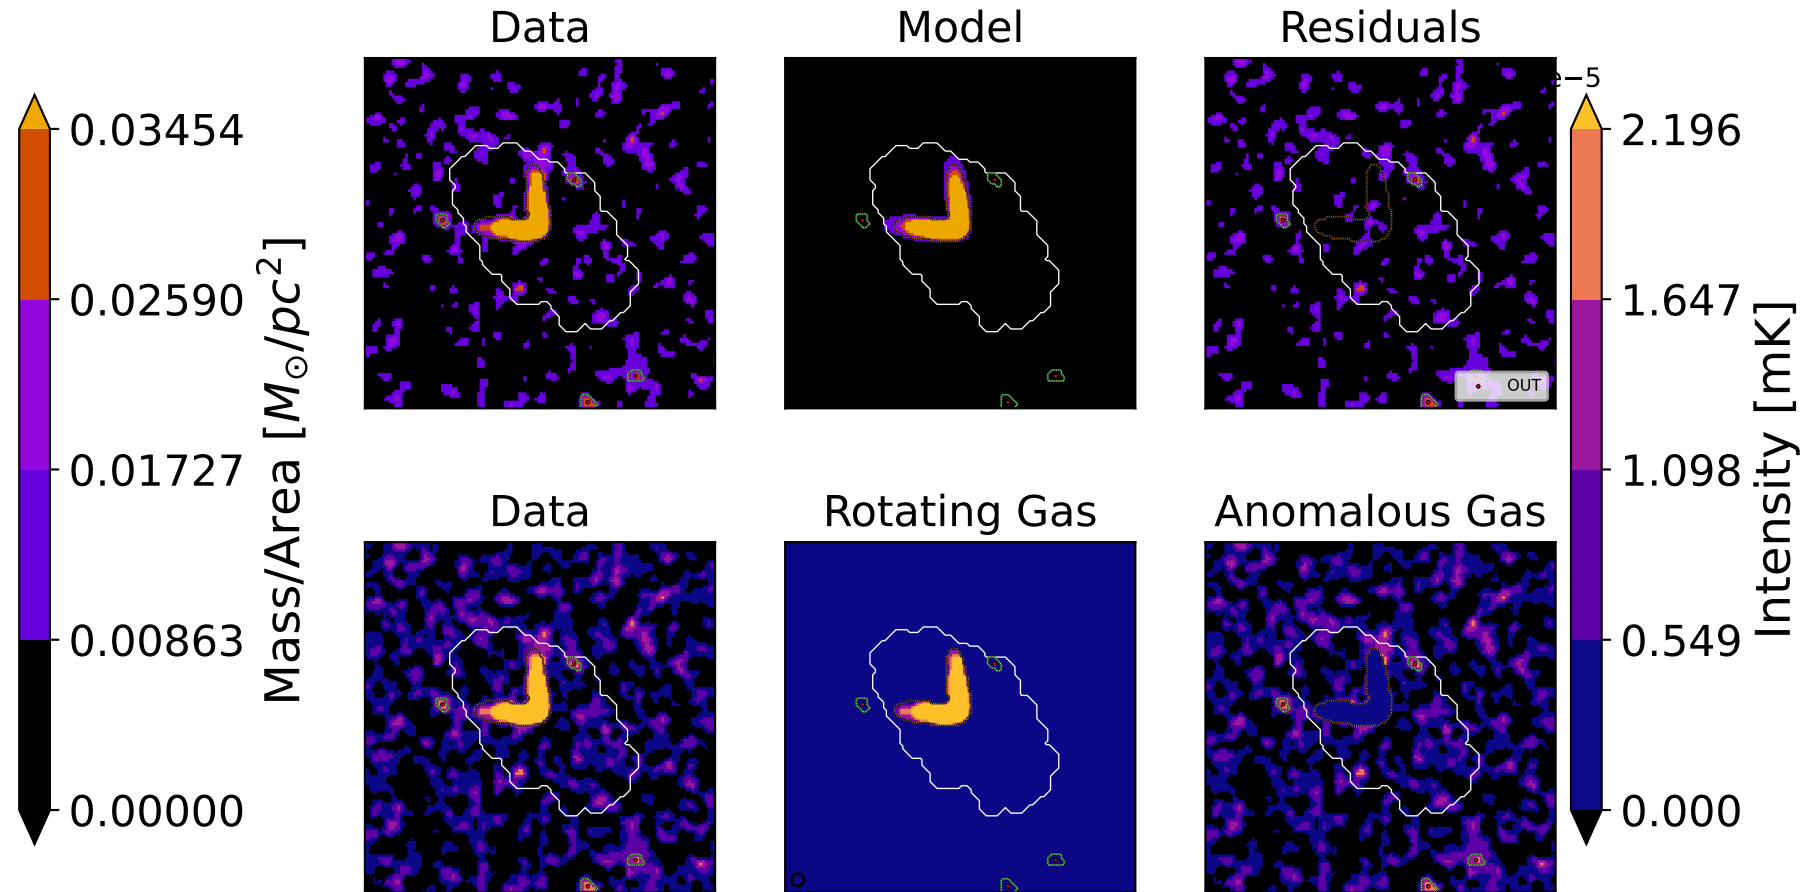 Data
Model
Residuals
e−5
0.03454
0.02590
0.01727
0.00863
0.00000
Mass/Area [M⊙/pc²]
OUT
2.196
1.647
1.098
0.549
0.000
Intensity [mK]
Data
Rotating Gas
Anomalous Gas